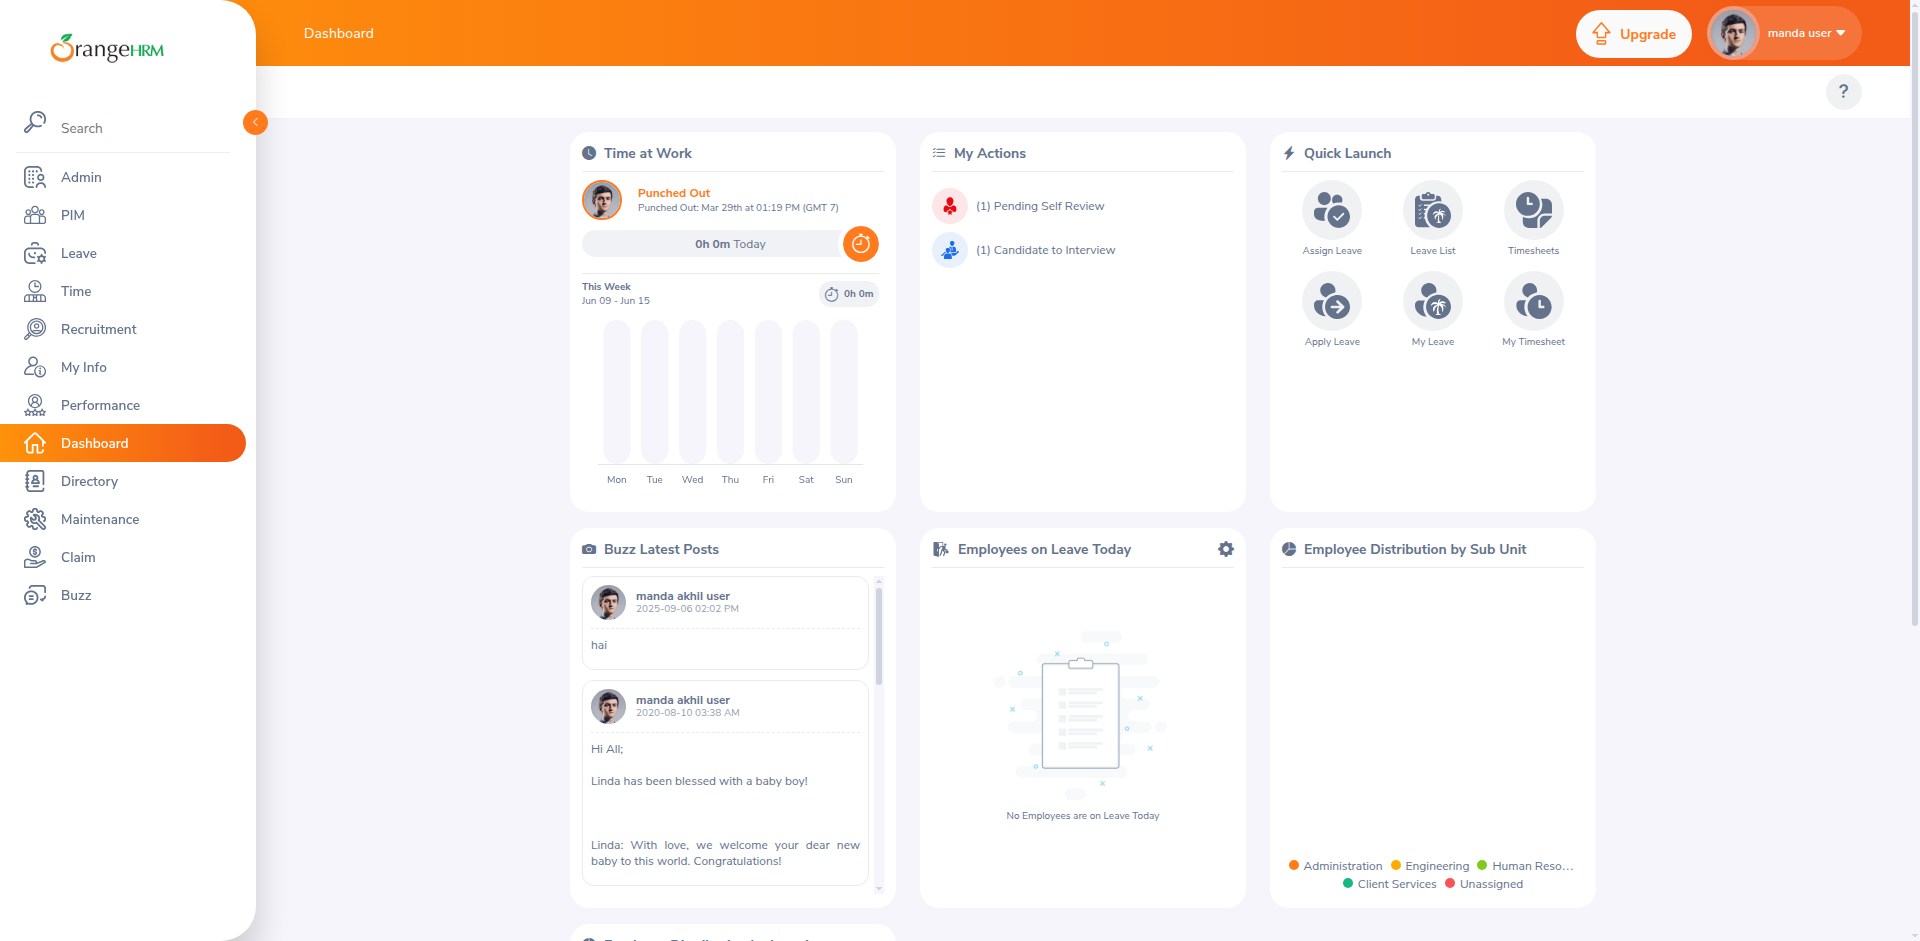 OrangeHRM
Search
Admin
PIM
Leave
Time
Recruitment
My Info
Performance
Dashboard
Directory
Maintenance
Claim
Buzz
Dashboard
Upgrade
manda user
?
Time at Work
Punched Out
Punched Out: Mar 29th at 01:19 PM (GMT 7)
0h 0m Today
This Week
Jun 09 - Jun 15
0h 0m
Mon Tue Wed Thu Fri Sat Sun
My Actions
(1) Pending Self Review
(1) Candidate to Interview
Quick Launch
Assign Leave Leave List Timesheets
Apply Leave My Leave My Timesheet
Buzz Latest Posts
manda akhil user
2025-09-06 02:02 PM
hai
manda akhil user
2020-08-10 03:38 AM
Hi All;
Linda has been blessed with a baby boy!
Linda: With love, we welcome your dear new
baby to this world. Congratulations!
Employees on Leave Today
No Employees are on Leave Today
Employee Distribution by Sub Unit
Administration Engineering Human Reso...
Client Services Unassigned